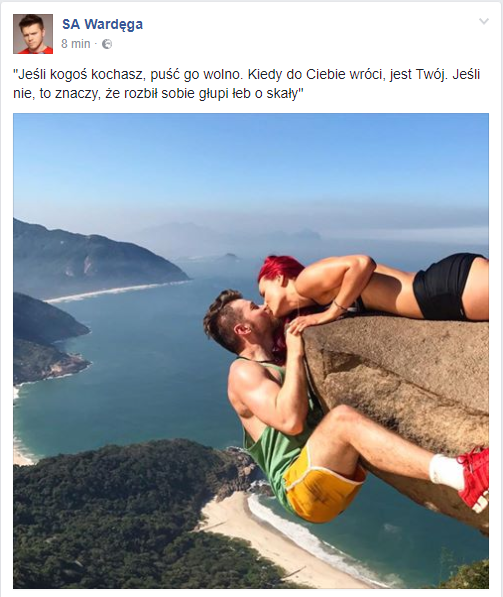 SA Wardęga
8 min ·
"Jeśli kogoś kochasz, puść go wolno. Kiedy do Ciebie wróci, jest Twój. Jeśli
nie, to znaczy, że rozbił sobie głupi łeb o skały"